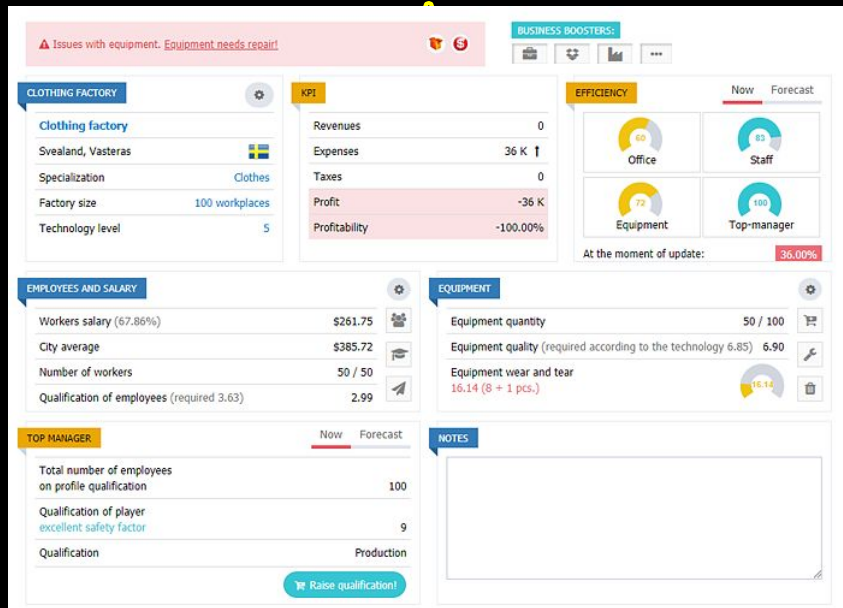 Issues with equipment. Equipment needs repair!
BUSINESS BOOSTERS:
CLOTHING FACTORY
Clothing factory
Svealand, Vasteras
Specialization Clothes
Factory size 100 workplaces
Technology level 5
KPI
Revenues 0
Expenses 36 K ↑
Taxes 0
Profit -36 K
Profitability -100.00%
EFFICIENCY
Now Forecast
60
Office
83
Staff
72
Equipment
100
Top-manager
At the moment of update: 36.00%
EMPLOYEES AND SALARY
Workers salary (67.86%) $261.75
City average $385.72
Number of workers 50 / 50
Qualification of employees (required 3.63) 2.99
EQUIPMENT
Equipment quantity 50 / 100
Equipment quality (required according to the technology 6.85) 6.90
Equipment wear and tear
16.14 (8 + 1 pcs.)
16.14
TOP MANAGER
Now Forecast
Total number of employees
on profile qualification 100
Qualification of player
excellent safety factor 9
Qualification Production
Raise qualification!
NOTES